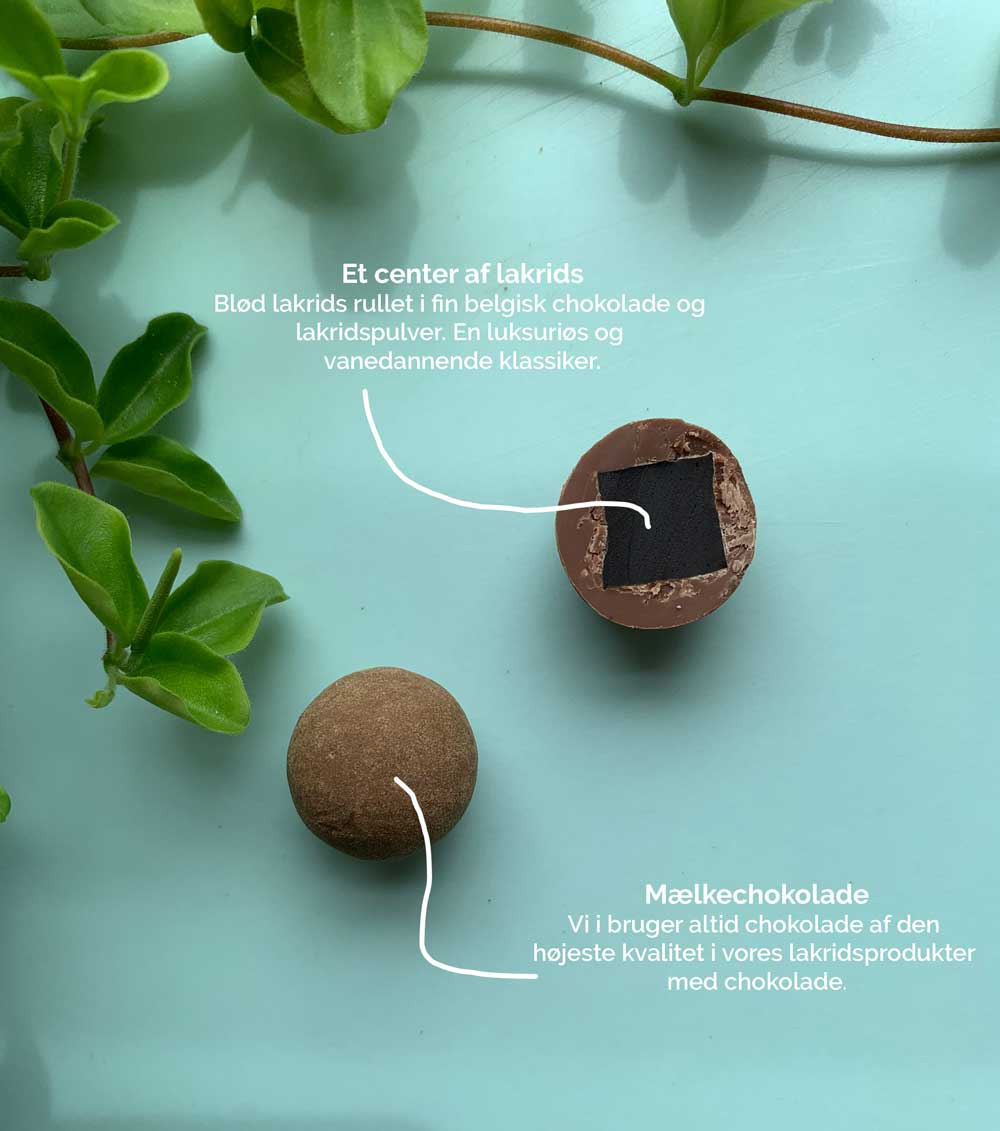 Et center af lakrids
Blød lakrids rullet i fin belgisk chokolade og
lakridspulver. En luksuriøs og
vanedannende klassiker.
Mælkechokolade
Vi i bruger altid chokolade af den
højeste kvalitet i vores lakridsprodukter
med chokolade.